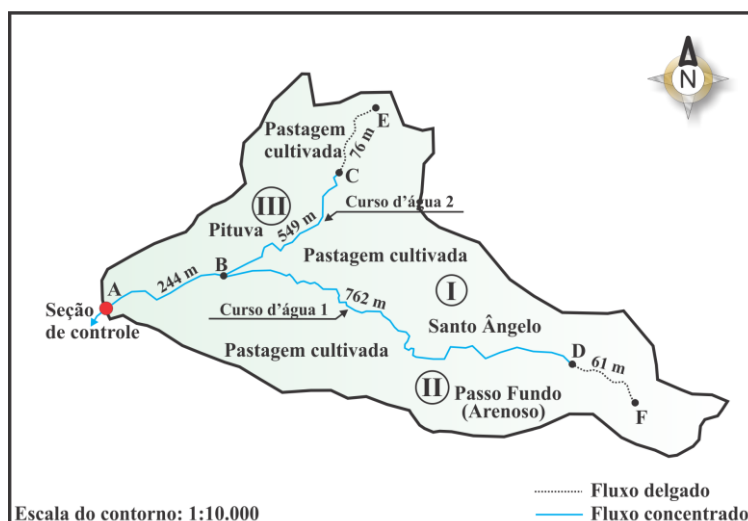 N
E
Pastagem
cultivada
76 m
C
III
Curso d'água 2
Pituva
549 m
Pastagem cultivada
B
244 m
A
I
762 m
Seção
de controle
Curso d'água 1
Santo Ângelo
Pastagem cultivada
D
61 m
II
Passo Fundo
(Arenoso)
F
Fluxo delgado
Escala do contorno: 1:10.000
Fluxo concentrado